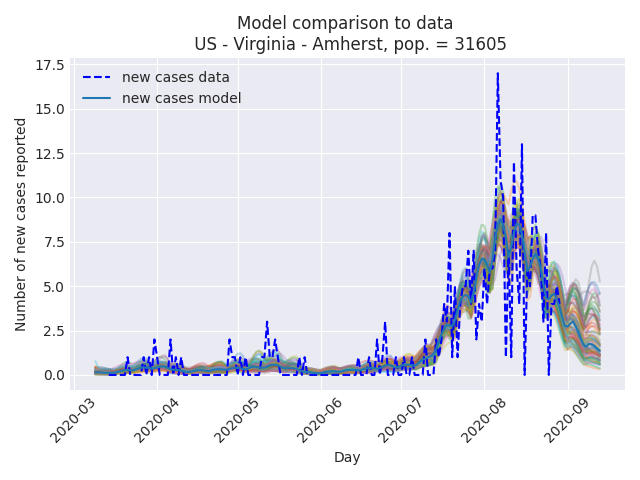 Model comparison to data
US - Virginia - Amherst, pop. = 31605
new cases data
new cases model
Number of new cases reported
17.5
15.0
12.5
10.0
7.5
5.0
2.5
0.0
2020-03
2020-04
2020-05
2020-06
2020-07
2020-08
2020-09
Day